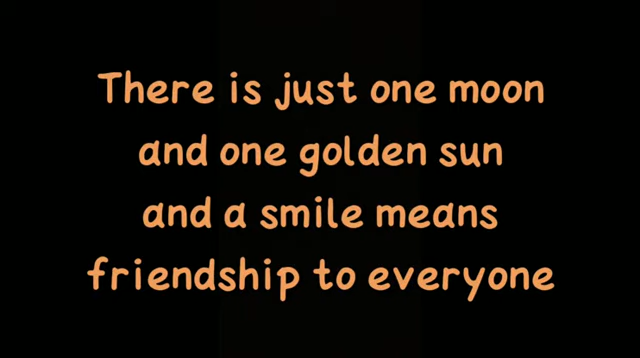 There is just one moon
and one golden sun
and a smile means
friendship to everyone